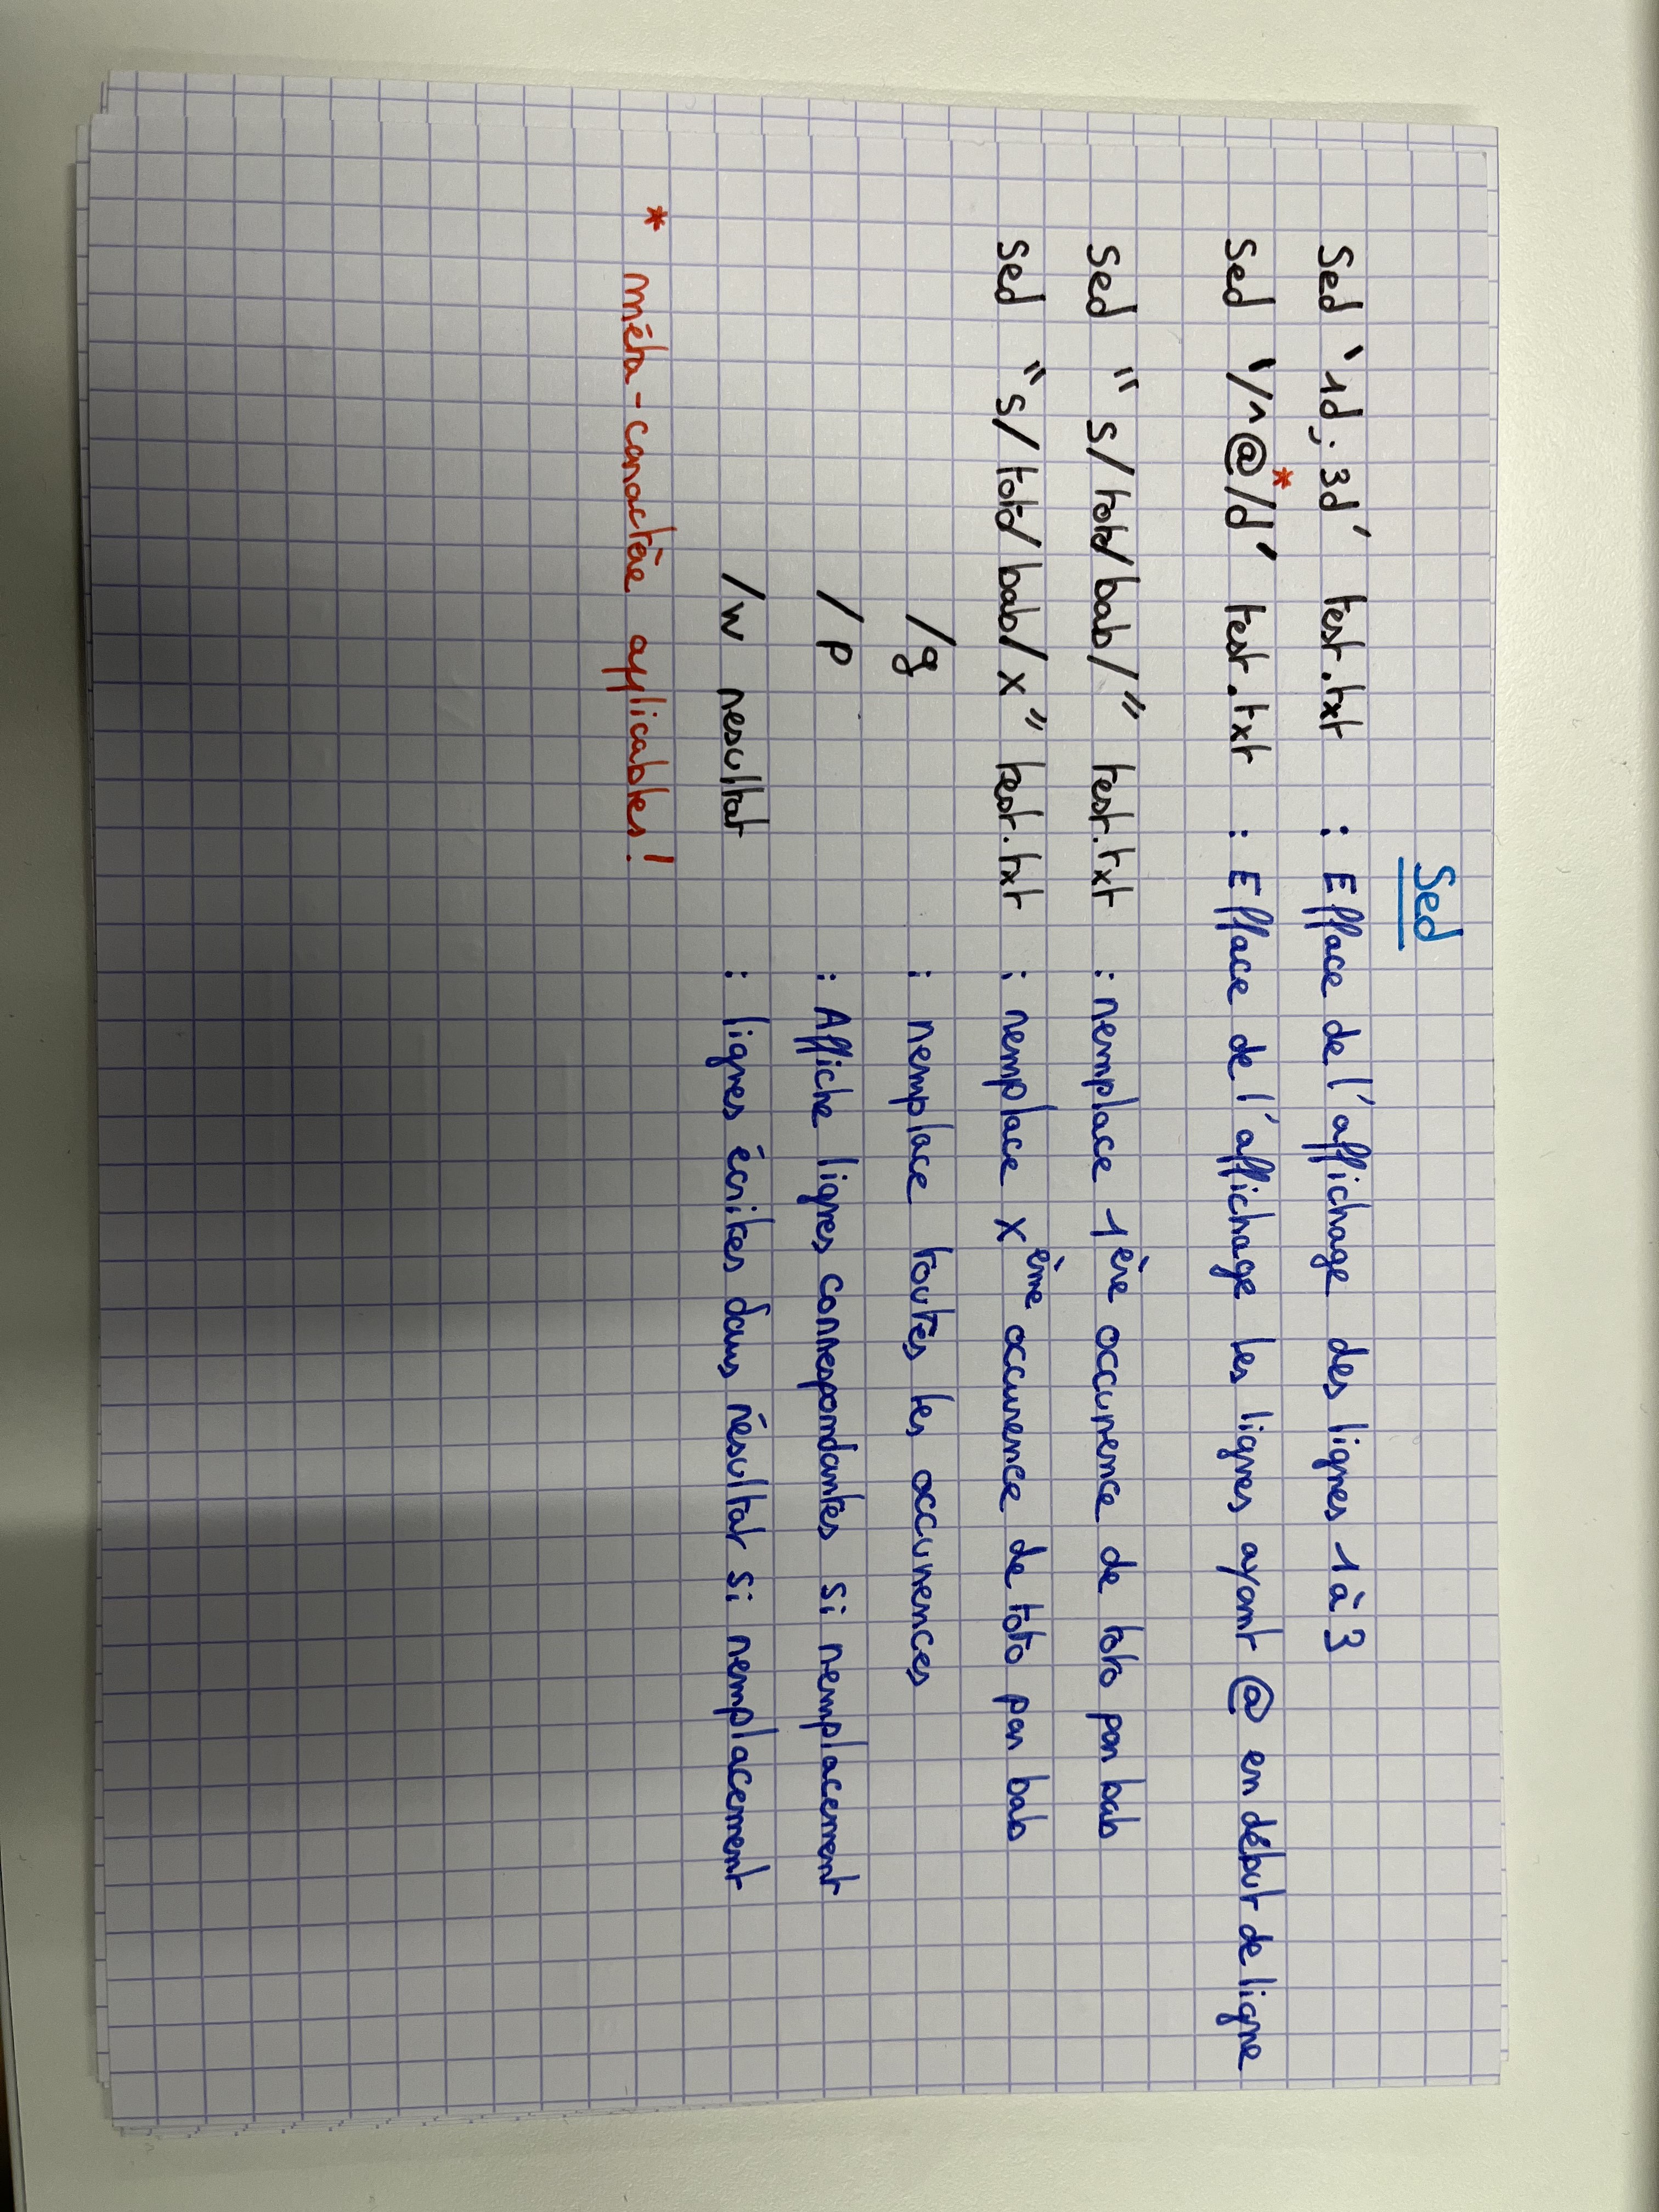 Sed
Sed '1d; 3d' test.txt : Efface de l'affichage des lignes 1 à 3
Sed '/^@*/d' test.txt : Efface de l'affichage les lignes ayant @ en début de ligne
Sed "s/toto/bab/" test.txt : remplace 1ère occurence de toto par bab
Sed "s/toto/bab/x" test.txt : remplace xème occurence de toto par bab
/g : remplace toutes les occurences
/p : Affiche lignes correspondantes si remplacement
/w resultat : lignes écrites dans résultat si remplacement
* méta-caractère applicables!